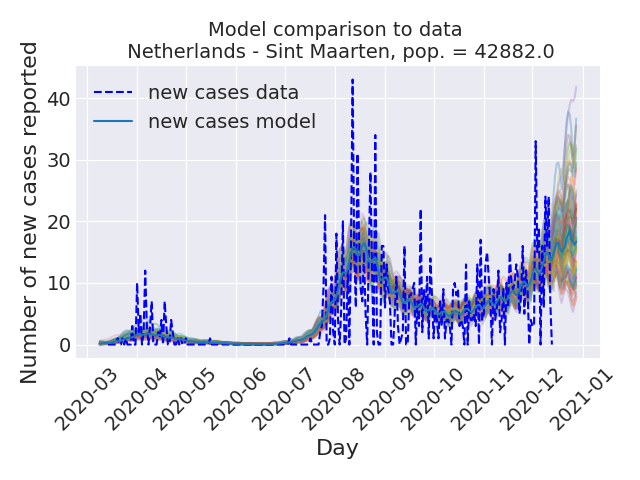 Model comparison to data
Netherlands - Sint Maarten, pop. = 42882.0
Number of new cases reported
40
30
20
10
0
new cases data
new cases model
2020-03
2020-04
2020-05
2020-06
2020-07
2020-08
2020-09
2020-10
2020-11
2020-12
2021-01
Day